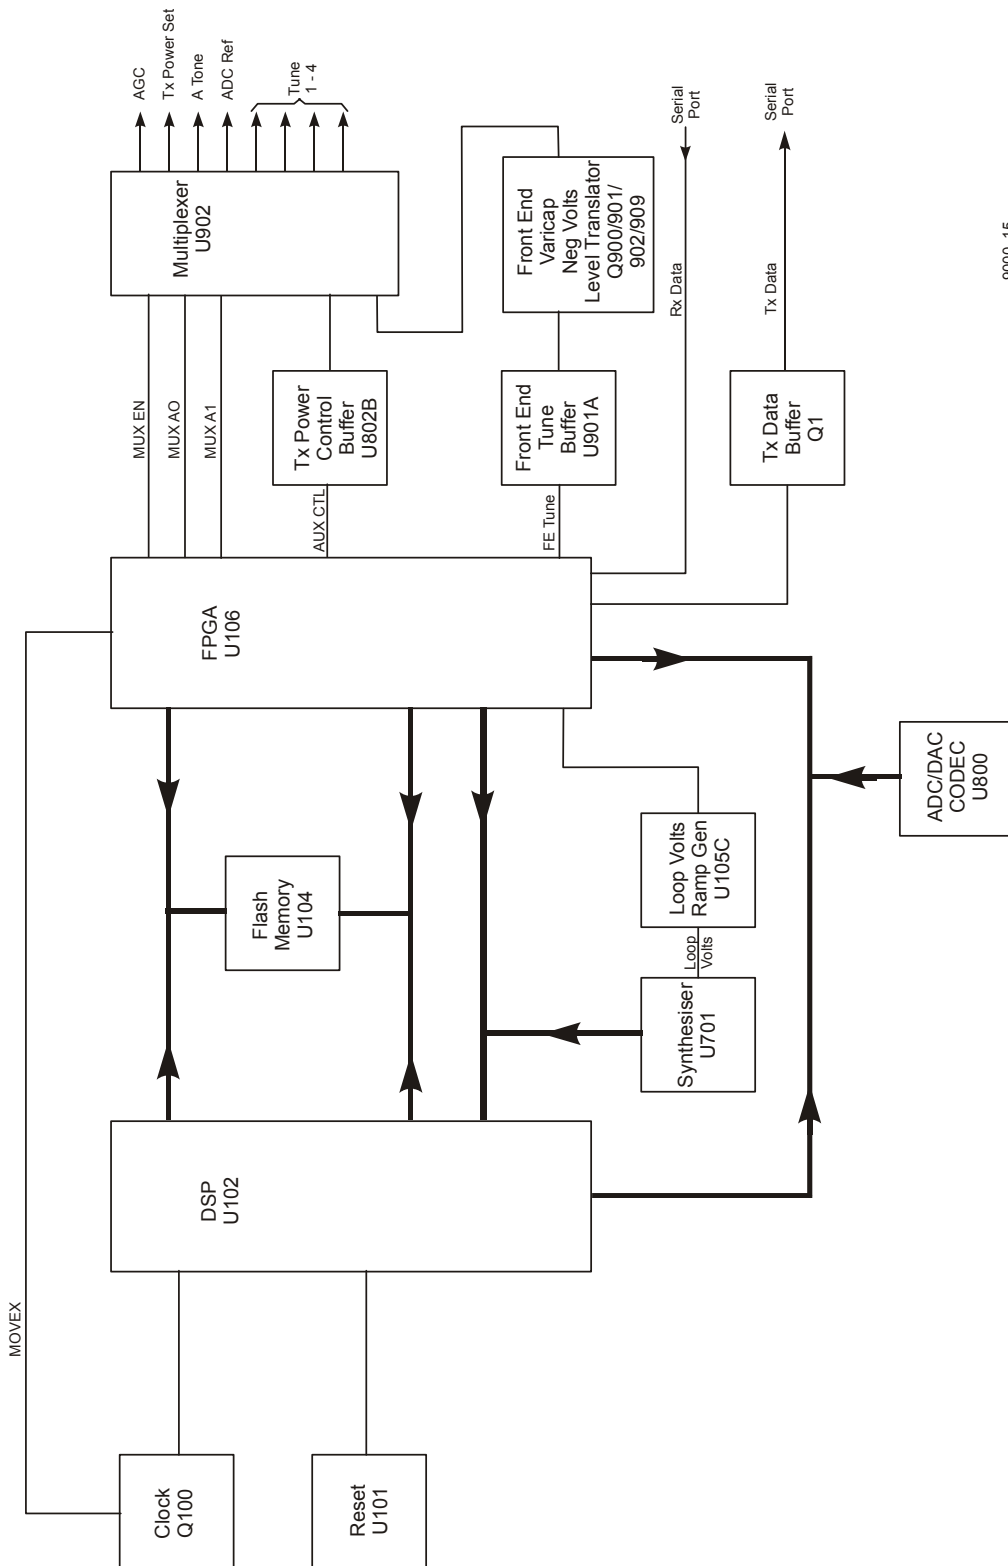 MOVEX
Clock
Q100
Reset
U101
DSP
U102
Flash
Memory
U104
Synthesiser
U701
Loop
Volts
Loop Volts
Ramp Gen
U105C
ADC/DAC
CODEC
U800
FPGA
U106
MUX EN
MUX AO
MUX A1
AUX CTL
FE Tune
Tx Power
Control
Buffer
U802B
Front End
Tune
Buffer
U901A
Tx Data
Buffer
Q1
Multiplexer
U902
Front End
Varicap
Neg Volts
Level Translator
Q900/901/
902/909
Rx Data
Tx Data
AGC
Tx Power Set
A Tone
ADC Ref
Tune
1 - 4
Serial
Port
Serial
Port